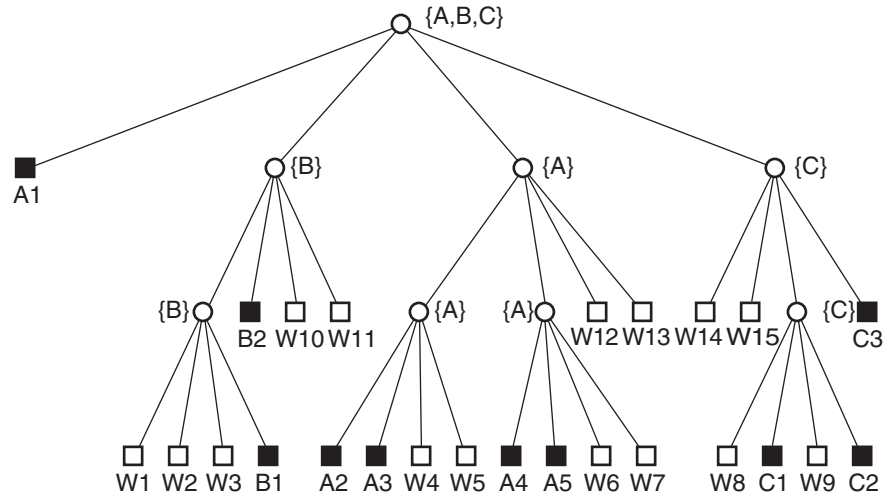 {A,B,C}
{B}
{A}
{C}
A1
{B}
{A}
{A}
{C}
B2 W10 W11
W12 W13 W14 W15
C3
W1 W2 W3 B1 A2 A3 W4 W5 A4 A5 W6 W7 W8 C1 W9 C2